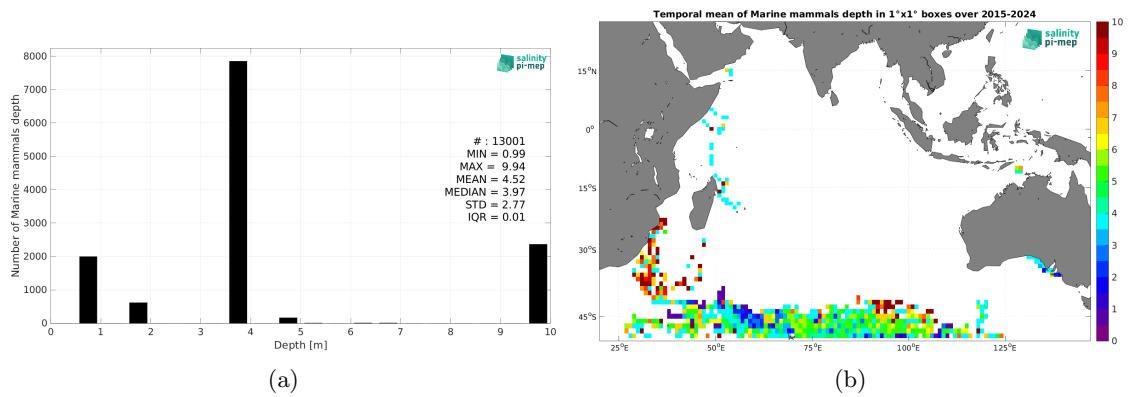 8000
7000
6000
5000
4000
3000
2000
1000
0
Number of Marine mammals depth
salinity
pi-mep
# : 13001
MIN = 0.99
MAX = 9.94
MEAN = 4.52
MEDIAN = 3.97
STD = 2.77
IQR = 0.01
0 1 2 3 4 5 6 7 8 9 10
Depth [m]
(a)
Temporal mean of Marine mammals depth in 1°x1° boxes over 2015-2024
salinity
pi-mep
15°N
0°
15°S
30°S
45°S
25°E 50°E 75°E 100°E 125°E
10
9
8
7
6
5
4
3
2
1
0
(b)